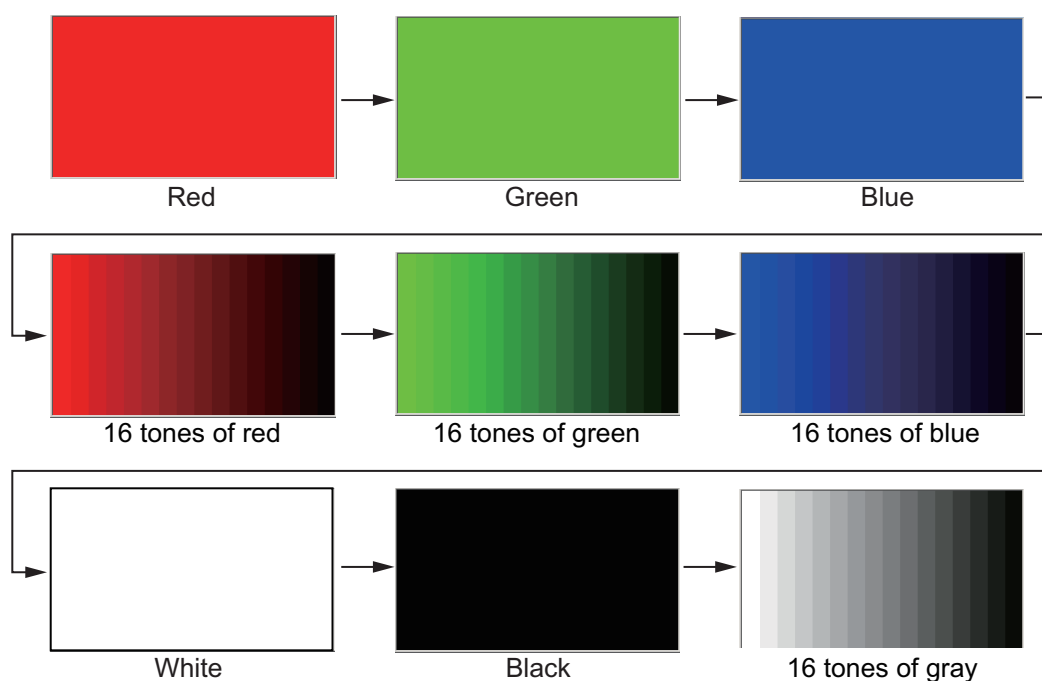 Red
Green
Blue
16 tones of red
16 tones of green
16 tones of blue
White
Black
16 tones of gray